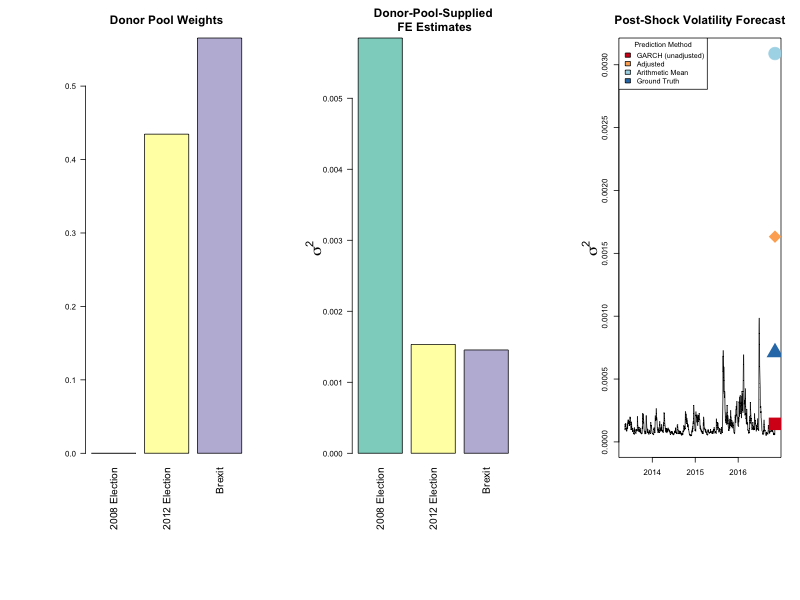 Donor Pool Weights
0.5
0.4
0.3
0.2
0.1
0.0
2008 Election
2012 Election
Brexit
Donor-Pool-Supplied
FE Estimates
σ2
0.005
0.004
0.003
0.002
0.001
0.000
2008 Election
2012 Election
Brexit
Post-Shock Volatility Forecast
Prediction Method
GARCH (unadjusted)
Adjusted
Arithmetic Mean
Ground Truth
σ2
0.0030
0.0025
0.0020
0.0015
0.0010
0.0005
0.0000
2014
2015
2016